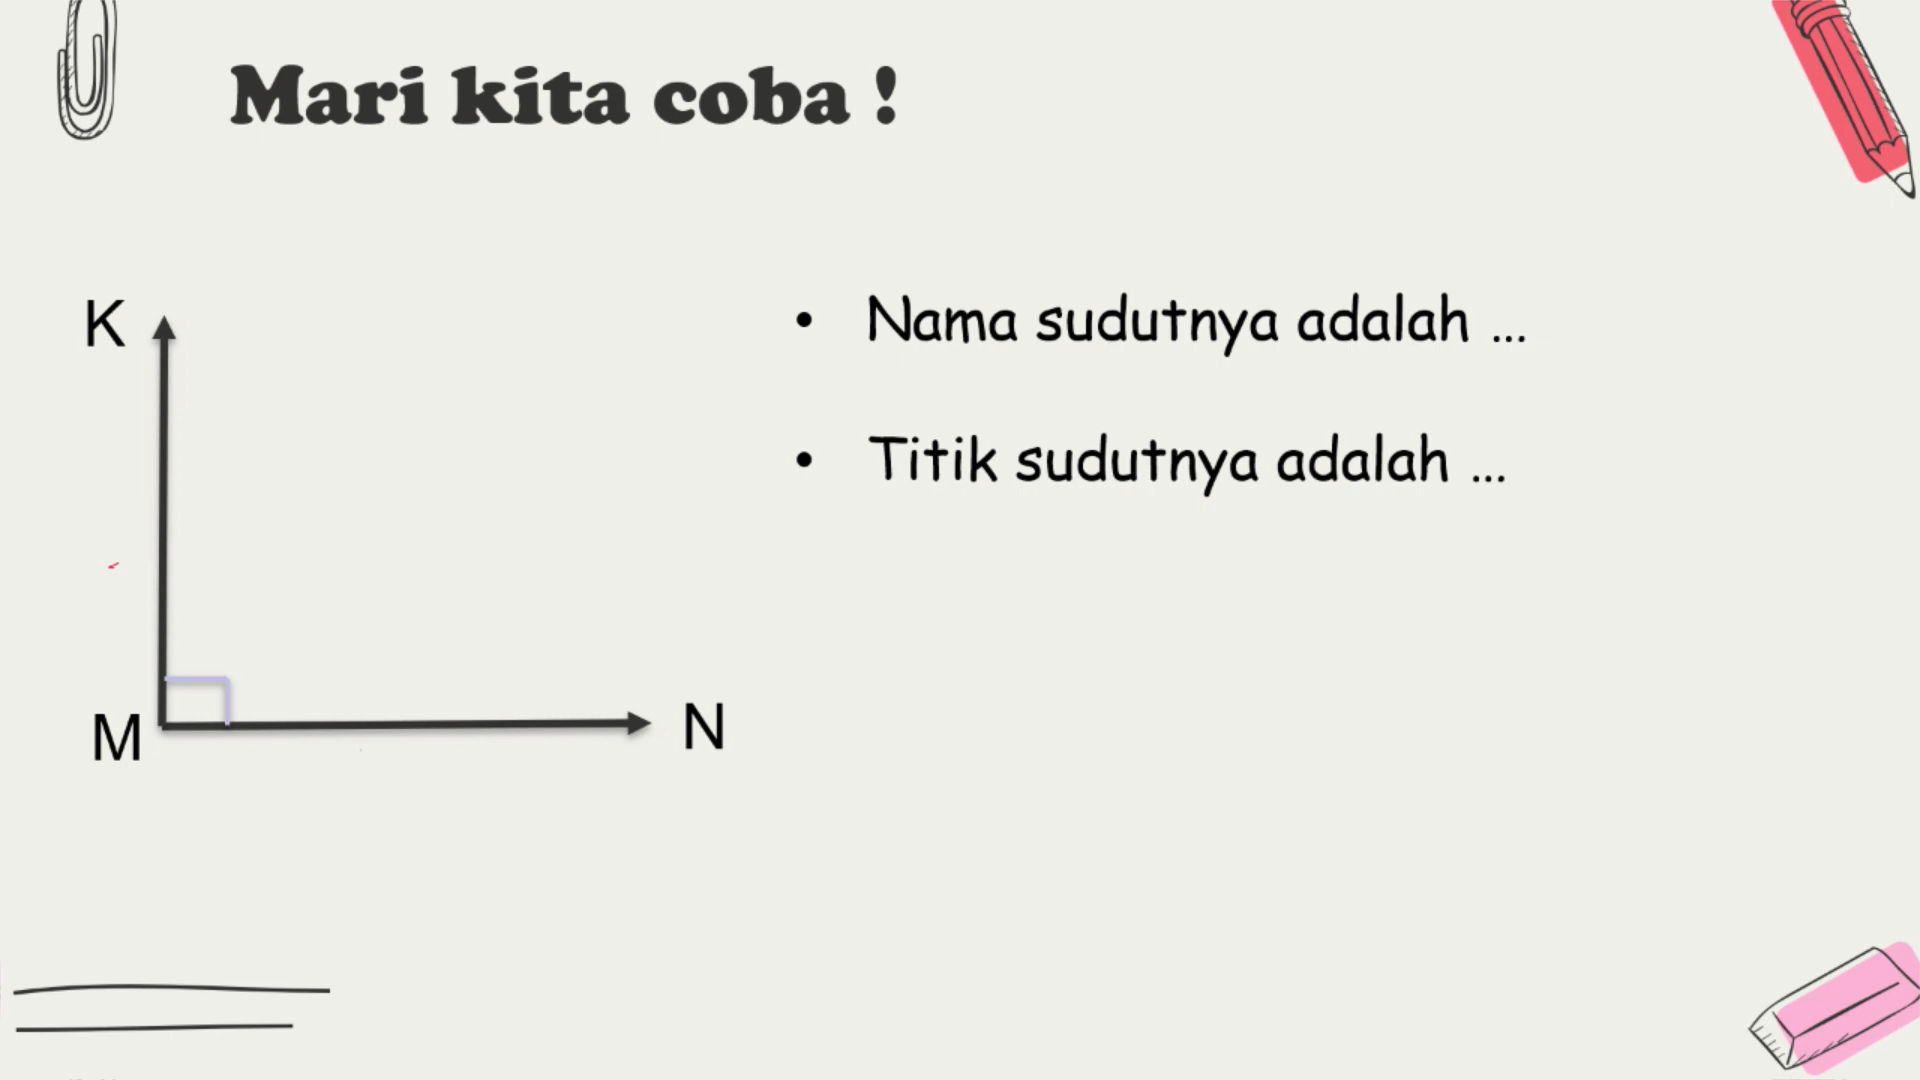 Mari kita coba !
K
• Nama sudutnya adalah ...
• Titik sudutnya adalah ...
M
N